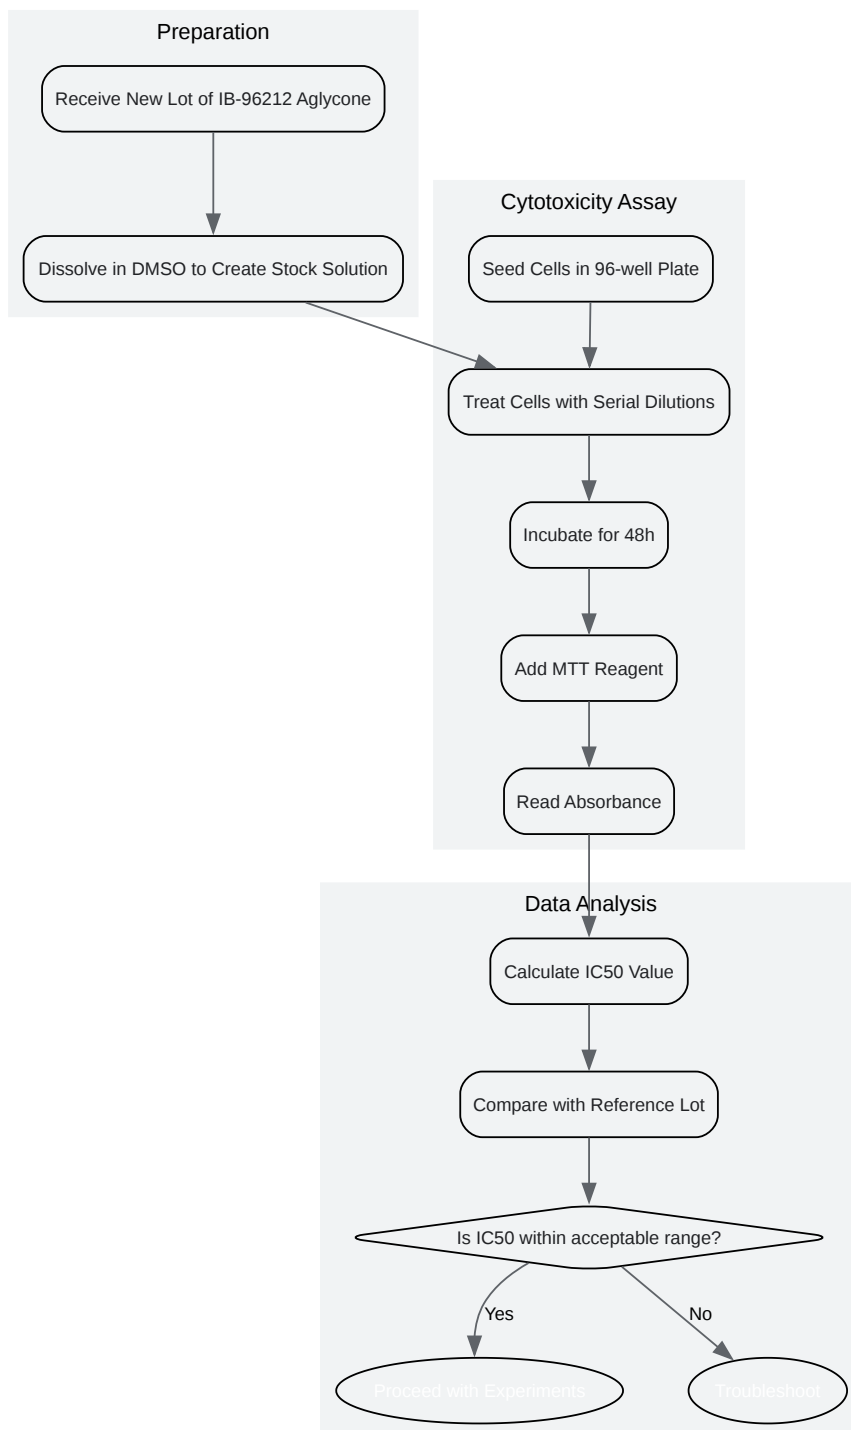 Preparation
Receive New Lot of IB-96212 Aglycone
Dissolve in DMSO to Create Stock Solution
Cytotoxicity Assay
Seed Cells in 96-well Plate
Treat Cells with Serial Dilutions
Incubate for 48h
Add MTT Reagent
Read Absorbance
Data Analysis
Calculate IC50 Value
Compare with Reference Lot
Is IC50 within acceptable range?
Yes
No
Proceed with Experiments
Troubleshoot